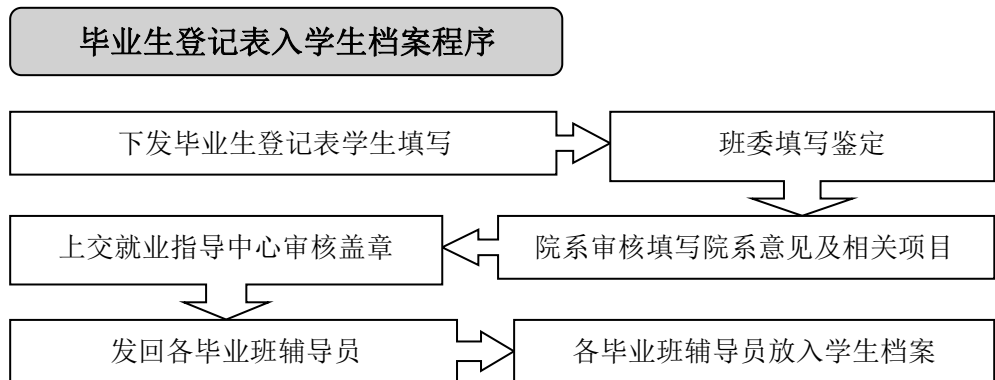 毕业生登记表入学生档案程序
下发毕业生登记表学生填写
班委填写鉴定
院系审核填写院系意见及相关项目
上交就业指导中心审核盖章
发回各毕业班辅导员
各毕业班辅导员放入学生档案